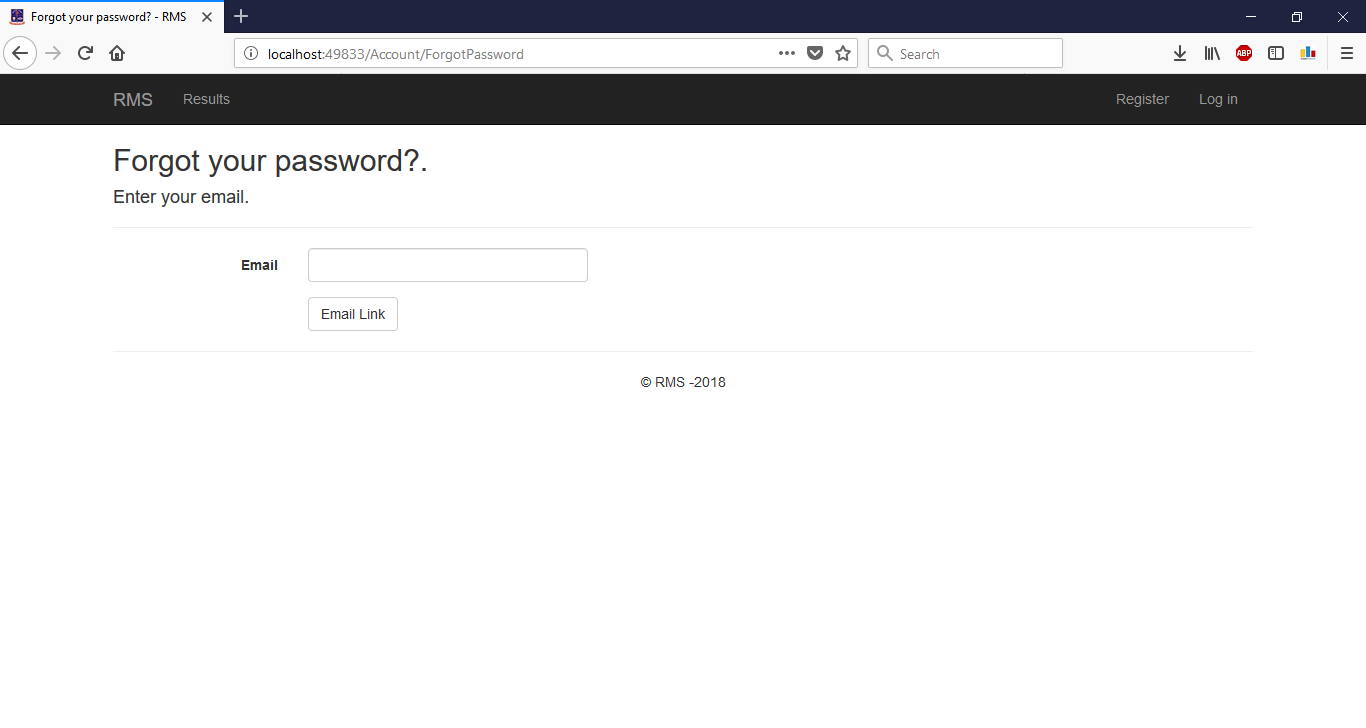 Forgot your password? - RMS
localhost:49833/Account/ForgotPassword
Search
ABP
RMS Results Register Log in
Forgot your password?.
Enter your email.
Email
Email Link
© RMS -2018